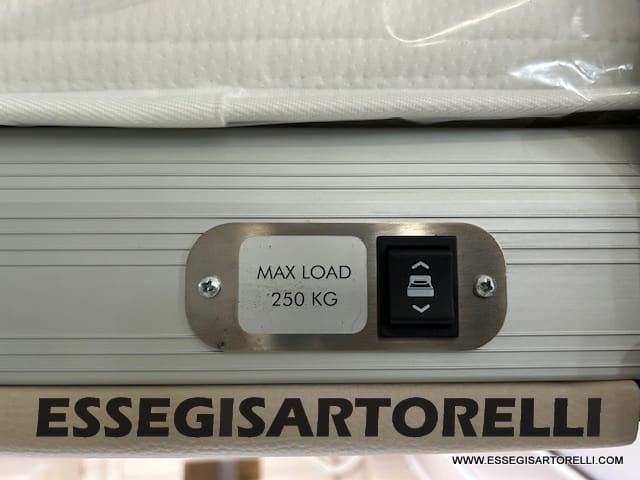 MAX LOAD
250 KG
ESSEGISARTORELLI
WWW.ESSEGISARTORELLI.COM